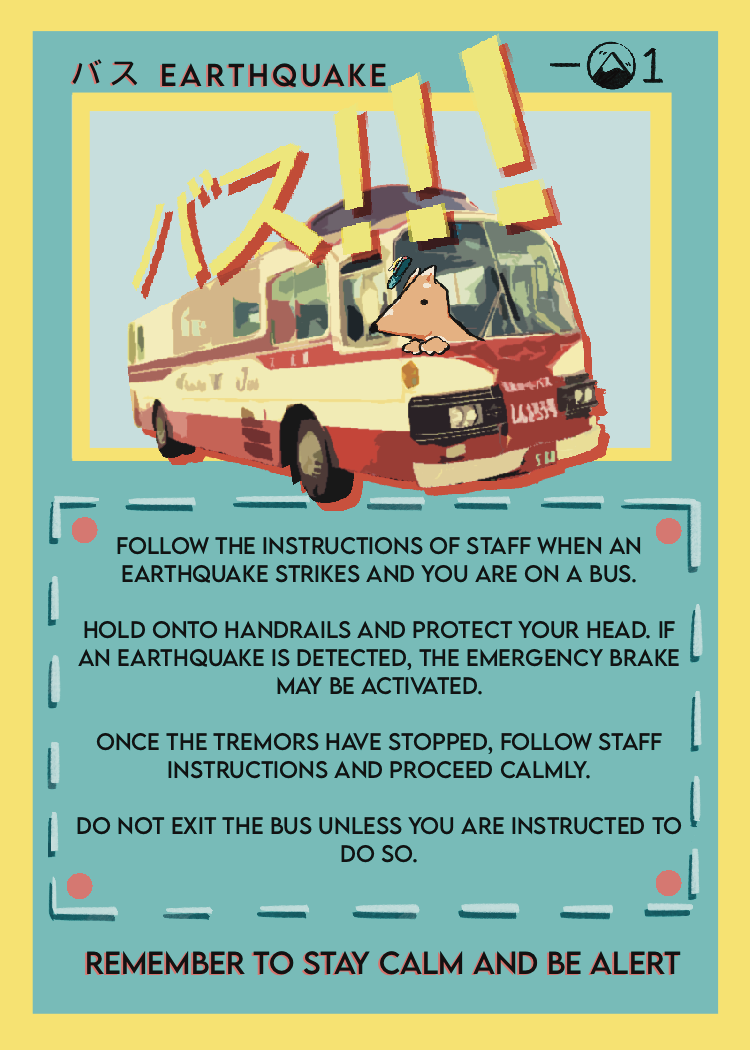 バス EARTHQUAKE
一 1
バス!!!
FOLLOW THE INSTRUCTIONS OF STAFF WHEN AN
EARTHQUAKE STRIKES AND YOU ARE ON A BUS.
HOLD ONTO HANDRAILS AND PROTECT YOUR HEAD. IF
AN EARTHQUAKE IS DETECTED, THE EMERGENCY BRAKE
MAY BE ACTIVATED.
ONCE THE TREMORS HAVE STOPPED, FOLLOW STAFF
INSTRUCTIONS AND PROCEED CALMLY.
DO NOT EXIT THE BUS UNLESS YOU ARE INSTRUCTED TO
DO SO.
REMEMBER TO STAY CALM AND BE ALERT